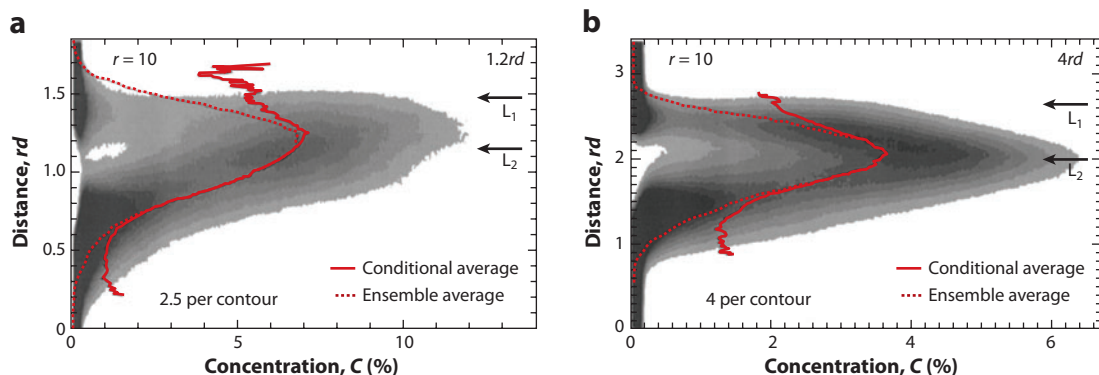 a
r = 10
1.2rd
L1
L2
Conditional average
Ensemble average
2.5 per contour
Distance, rd
1.5
1.0
0.5
0
0
5
10
Concentration, C (%)
b
r = 10
4rd
L1
L2
Conditional average
Ensemble average
4 per contour
Distance, rd
3
2
1
0
0
2
4
6
Concentration, C (%)